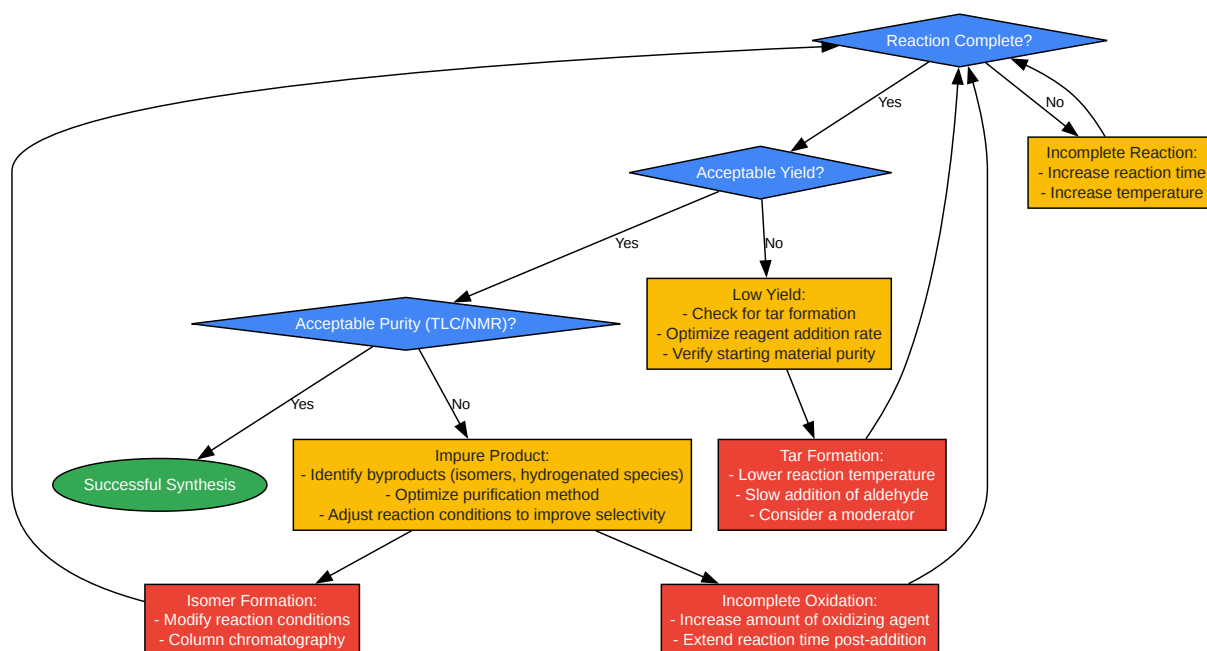 Reaction Complete?
Yes
No
Incomplete Reaction:
- Increase reaction time
- Increase temperature
Acceptable Yield?
Yes
No
Low Yield:
- Check for tar formation
- Optimize reagent addition rate
- Verify starting material purity
Acceptable Purity (TLC/NMR)?
Yes
No
Successful Synthesis
Impure Product:
- Identify byproducts (isomers, hydrogenated species)
- Optimize purification method
- Adjust reaction conditions to improve selectivity
Tar Formation:
- Lower reaction temperature
- Slow addition of aldehyde
- Consider a moderator
Isomer Formation:
- Modify reaction conditions
- Column chromatography
Incomplete Oxidation:
- Increase amount of oxidizing agent
- Extend reaction time post-addition